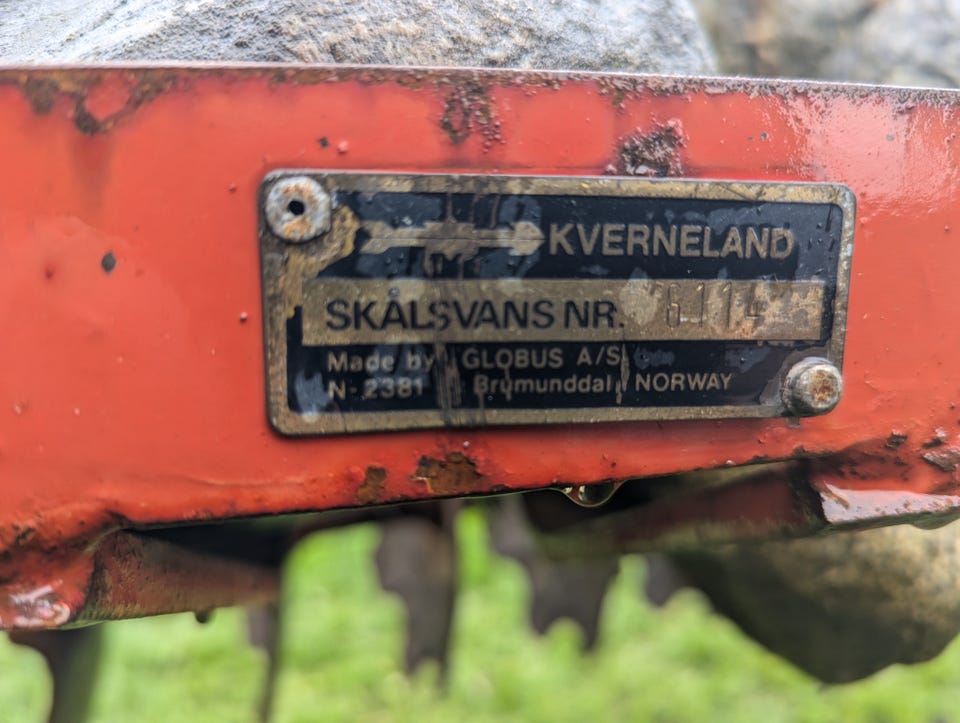 KVERNELAND
SKÅLSVANS NR. 6114
Made by GLOBUS A/S
N-2381 Brumunddal, NORWAY